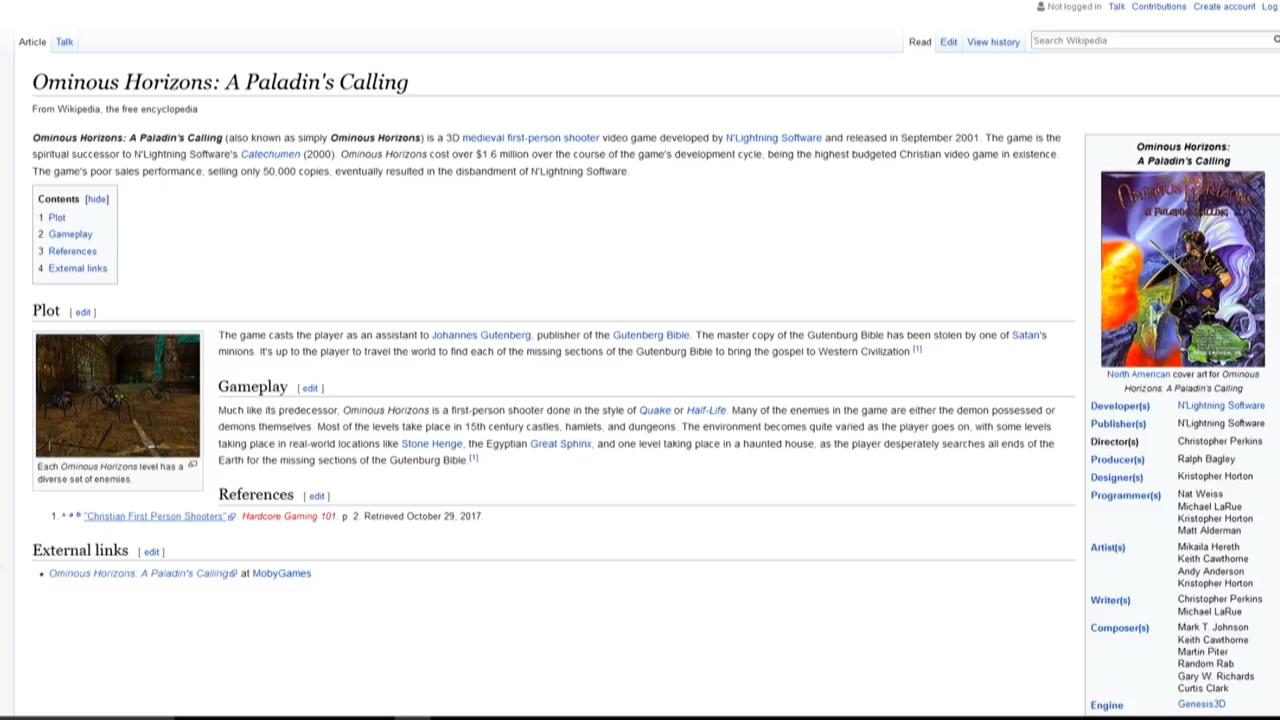 Not logged in Talk Contributions Create account Log
Article Talk Read Edit View history Search Wikipedia
Ominous Horizons: A Paladin's Calling
From Wikipedia, the free encyclopedia
Ominous Horizons: A Paladin's Calling (also known as simply Ominous Horizons) is a 3D medieval first-person shooter video game developed by N'Lightning Software and released in September 2001. The game is the
spiritual successor to N'Lightning Software's Catechumen (2000). Ominous Horizons cost over $1.6 million over the course of the game's development cycle, being the highest budgeted Christian video game in existence.
The game's poor sales performance, selling only 50,000 copies, eventually resulted in the disbandment of N'Lightning Software.
Contents [hide]
1 Plot
2 Gameplay
3 References
4 External links
Plot [ edit ]
The game casts the player as an assistant to Johannes Gutenberg, publisher of the Gutenberg Bible. The master copy of the Gutenburg Bible has been stolen by one of Satan's
minions. It's up to the player to travel the world to find each of the missing sections of the Gutenburg Bible to bring the gospel to Western Civilization [1]
Each Ominous Horizons level has a
diverse set of enemies.
Gameplay [ edit ]
Much like its predecessor, Ominous Horizons is a first-person shooter done in the style of Quake or Half-Life. Many of the enemies in the game are either the demon possessed or
demons themselves. Most of the levels take place in 15th century castles, hamlets, and dungeons. The environment becomes quite varied as the player goes on, with some levels
taking place in real-world locations like Stone Henge, the Egyptian Great Sphinx, and one level taking place in a haunted house, as the player desperately searches all ends of the
Earth for the missing sections of the Gutenburg Bible.[1]
References [ edit ]
1. ^ a b "Christian First Person Shooters". Hardcore Gaming 101. p. 2. Retrieved October 29, 2017.
External links [ edit ]
• Ominous Horizons: A Paladin's Calling at MobyGames
Ominous Horizons:
A Paladin's Calling
Ominous Horizons
a Paladin's Calling
North American cover art for Ominous
Horizons: A Paladin's Calling
Developer(s) N'Lightning Software
Publisher(s) N'Lightning Software
Director(s) Christopher Perkins
Producer(s) Ralph Bagley
Designer(s) Kristopher Horton
Programmer(s) Nat Weiss
Michael LaRue
Kristopher Horton
Matt Alderman
Artist(s) Mikaila Hereth
Keith Cawthorne
Andy Anderson
Kristopher Horton
Writer(s) Christopher Perkins
Michael LaRue
Composer(s) Mark T. Johnson
Keith Cawthorne
Martin Piter
Random Rab
Gary W. Richards
Curtis Clark
Engine Genesis3D